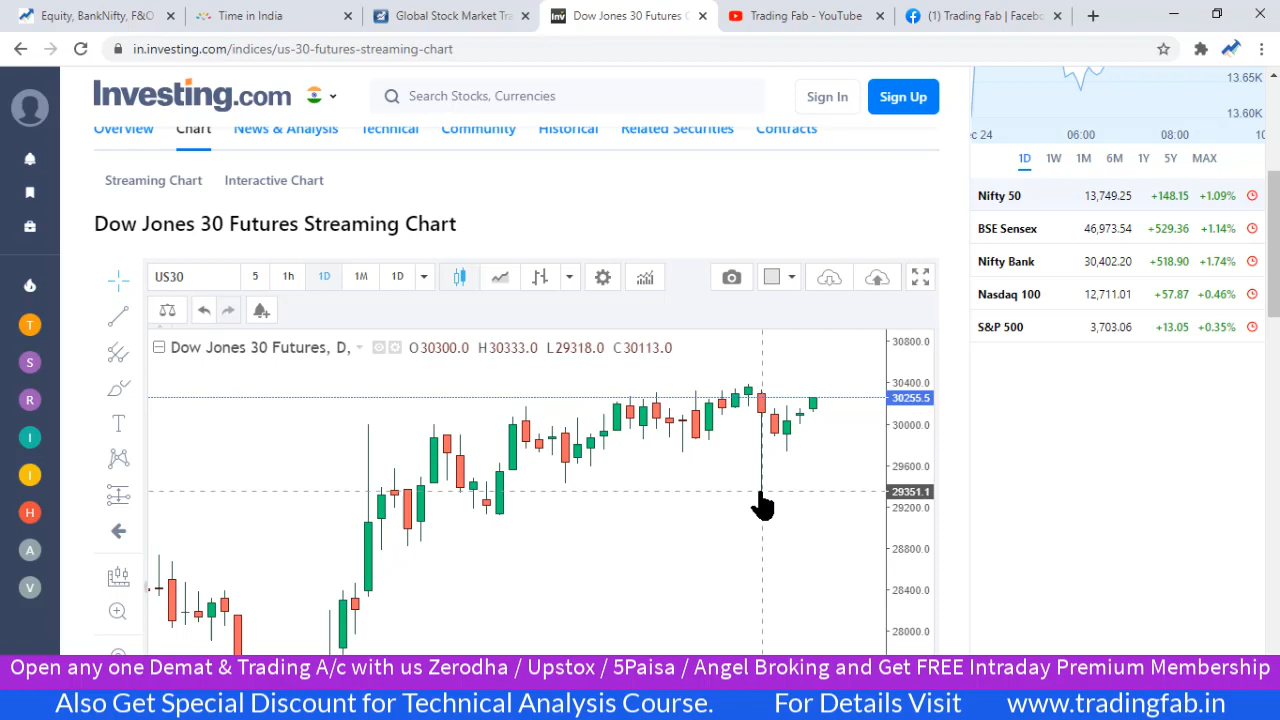 Equity, BankNifty, F&O
Time in India
Global Stock Market Tra
Inv Dow Jones 30 Futures C
Trading Fab - YouTube
(1) Trading Fab | Facebo
in.investing.com/indices/us-30-futures-streaming-chart
Investing.com
Search Stocks, Currencies
Sign In
Sign Up
Overview Chart News & Analysis Technical Community Historical Related Securities Contracts
Streaming Chart Interactive Chart
Dow Jones 30 Futures Streaming Chart
US30 5 1h 1D 1M 1D
Dow Jones 30 Futures, D, O30300.0 H30333.0 L29318.0 C30113.0
30800.0
30400.0
30255.5
30000.0
29600.0
29351.1
29200.0
28800.0
28400.0
28000.0
T
S
R
I
I
H
A
V
13.65K
13.60K
c 24 06:00 08:00 10
1D 1W 1M 6M 1Y 5Y MAX
Nifty 50 13,749.25 +148.15 +1.09%
BSE Sensex 46,973.54 +529.36 +1.14%
Nifty Bank 30,402.20 +518.90 +1.74%
Nasdaq 100 12,711.01 +57.87 +0.46%
S&P 500 3,703.06 +13.05 +0.35%
Open any one Demat & Trading A/c with us Zerodha / Upstox / 5Paisa / Angel Broking and Get FREE Intraday Premium Membership
Also Get Special Discount for Technical Analysis Course. For Details Visit www.tradingfab.in